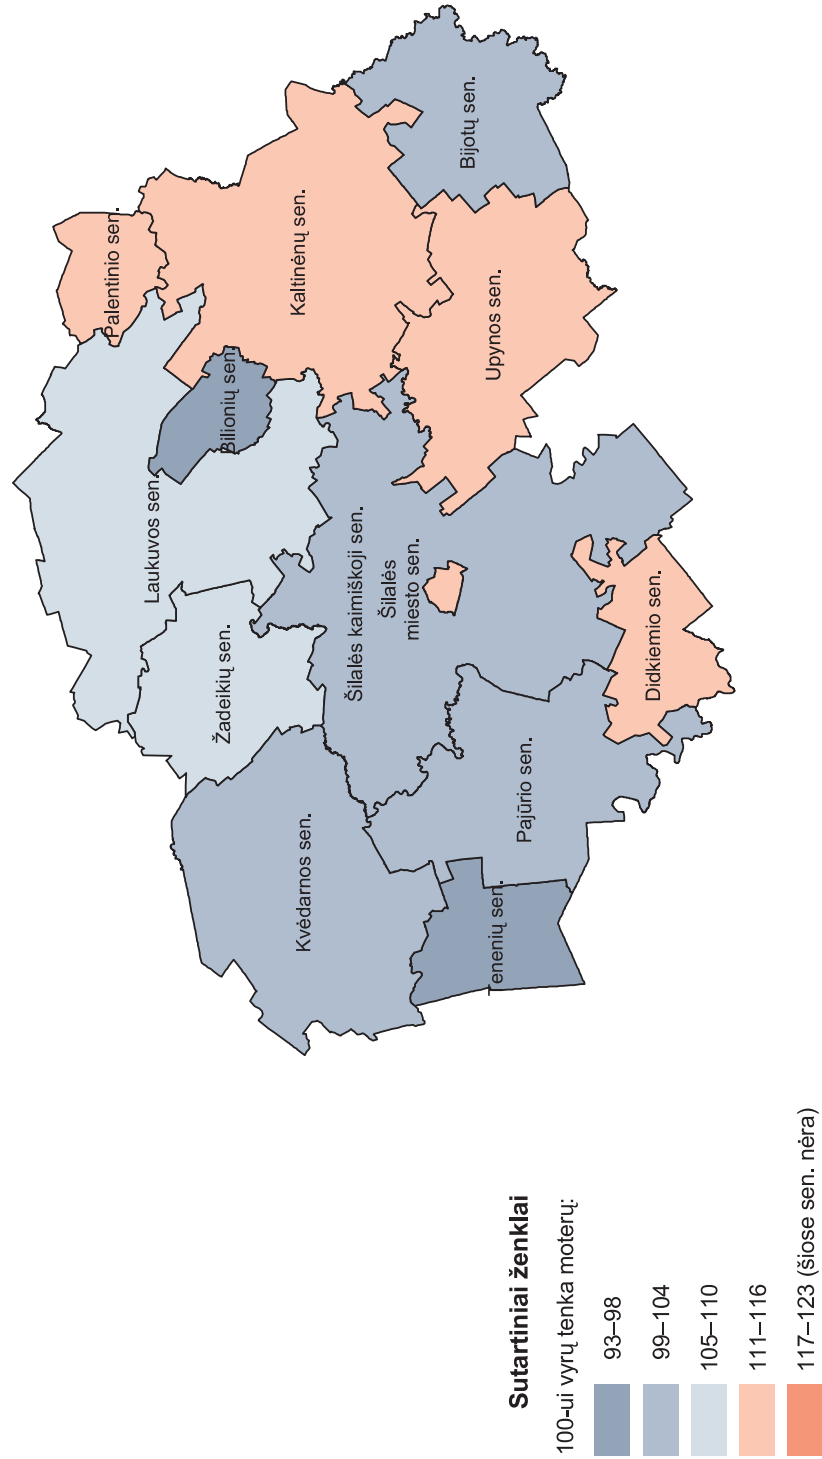 Palentinio sen.
Laukuvos sen.
Bilionių sen.
Kaltinėnų sen.
Žadeikių sen.
Bijotų sen.
Upynos sen.
Kvėdarnos sen.
Šilalės kaimiškoji sen.
Šilalės
miesto sen.
Pajūrio sen.
Tenenių sen.
Didkiemio sen.
Sutartiniai ženklai
100-ui vyrų tenka moterų:
93–98
99–104
105–110
111–116
117–123 (šiose sen. nėra)